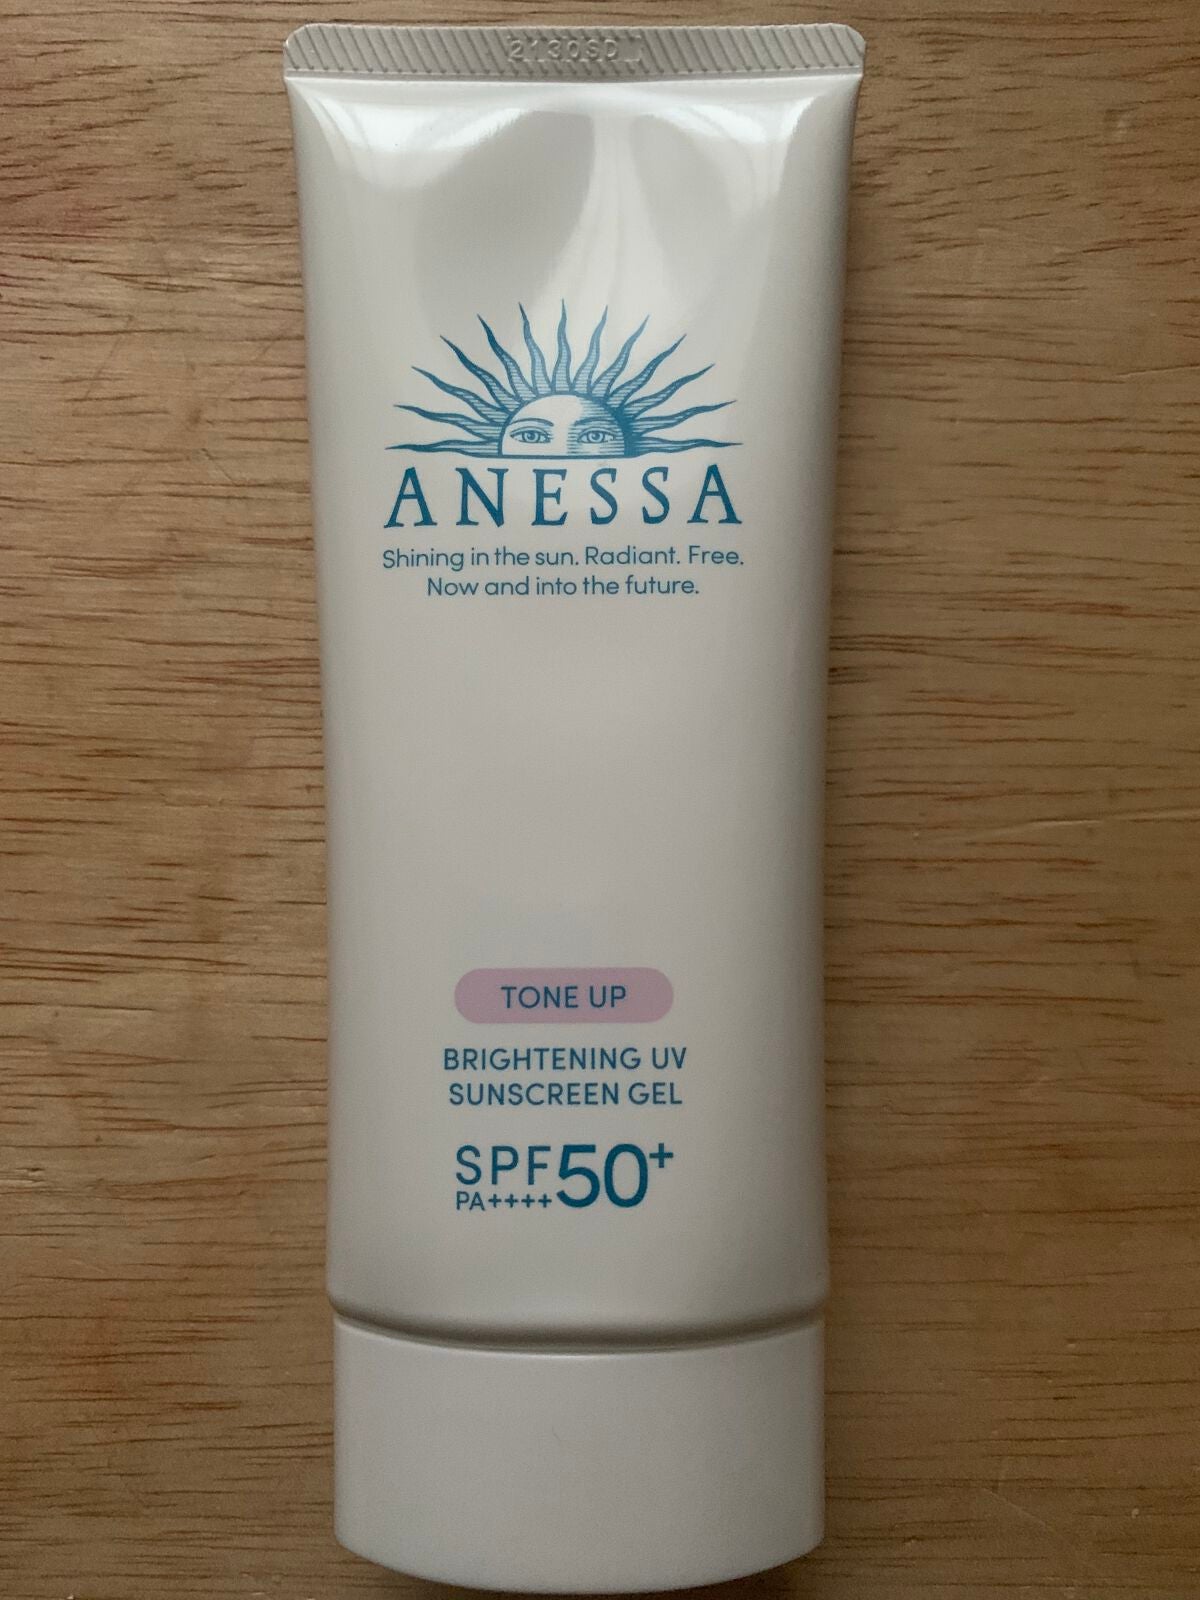 2130SD
ANESSA
Shining in the sun. Radiant. Free.
Now and into the future.
TONE UP
BRIGHTENING UV
SUNSCREEN GEL
SPF50+
PA++++